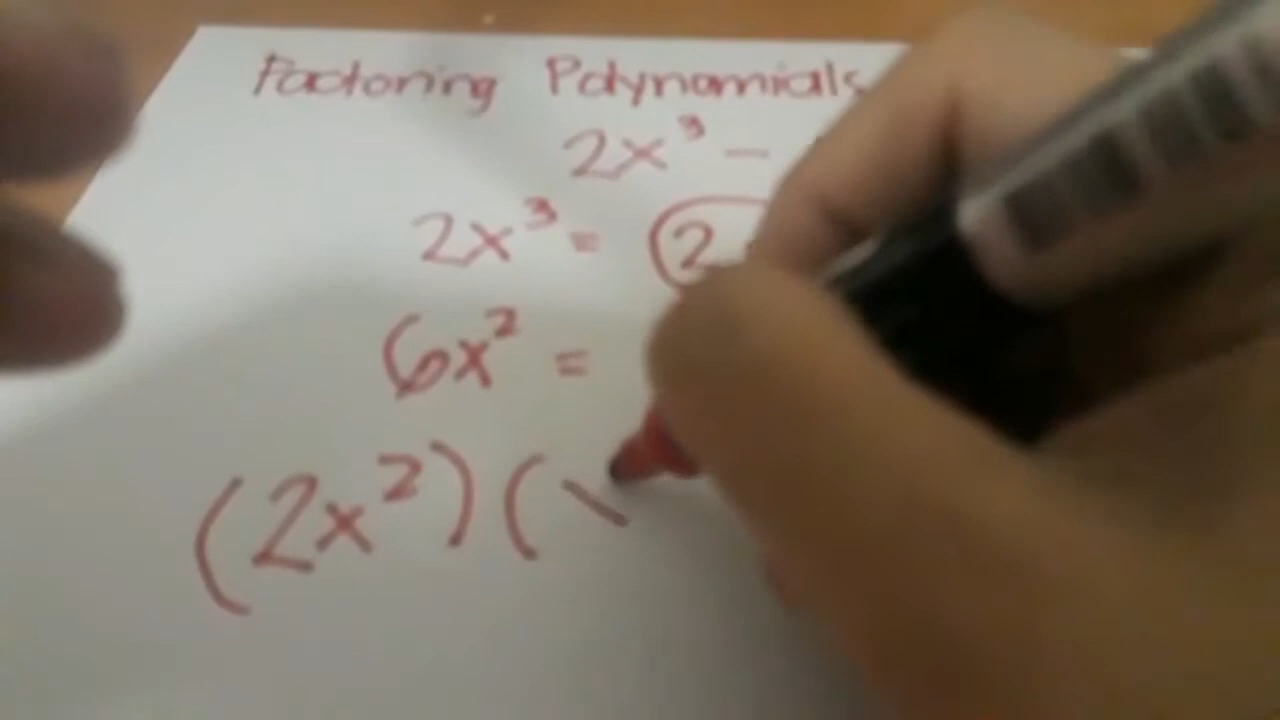 Factoring Polynomials
2x³ -
2x³ = 2
6x² =
(2x²) (